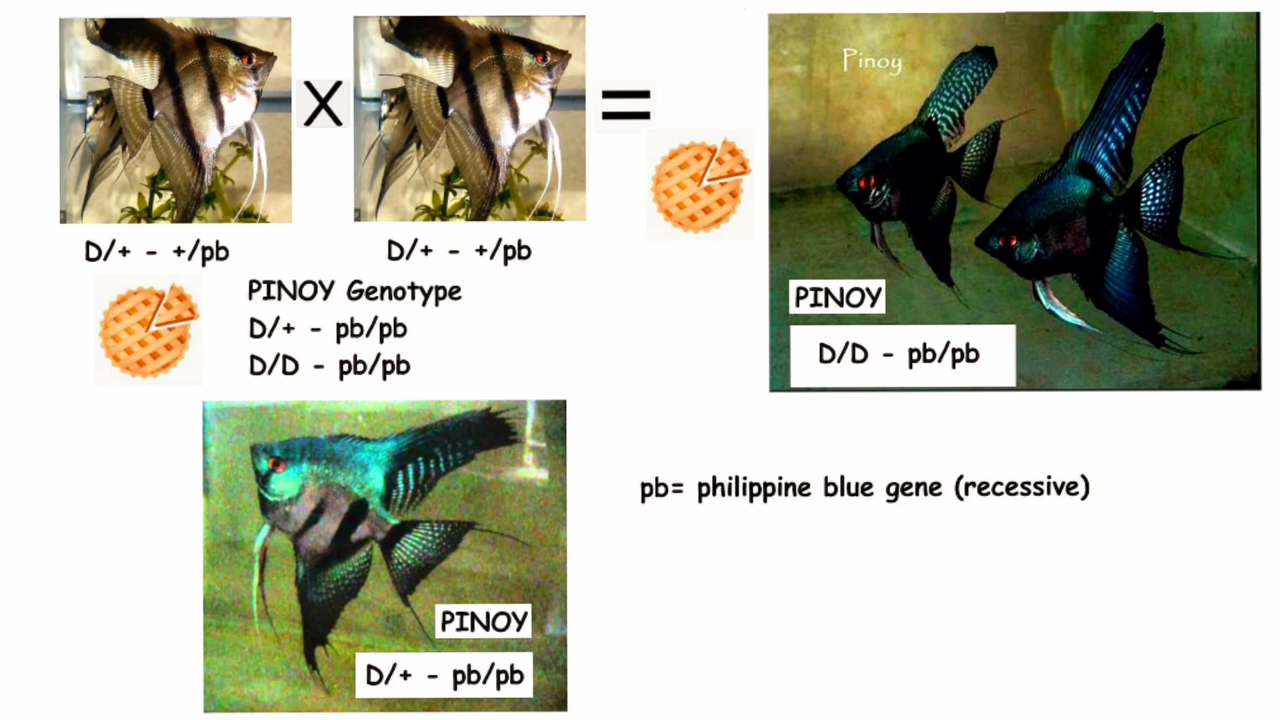 X
=
Pinoy
D/+ - +/pb
D/+ - +/pb
PINOY Genotype
D/+ - pb/pb
D/D - pb/pb
PINOY
D/D - pb/pb
pb= philippine blue gene (recessive)
PINOY
D/+ - pb/pb